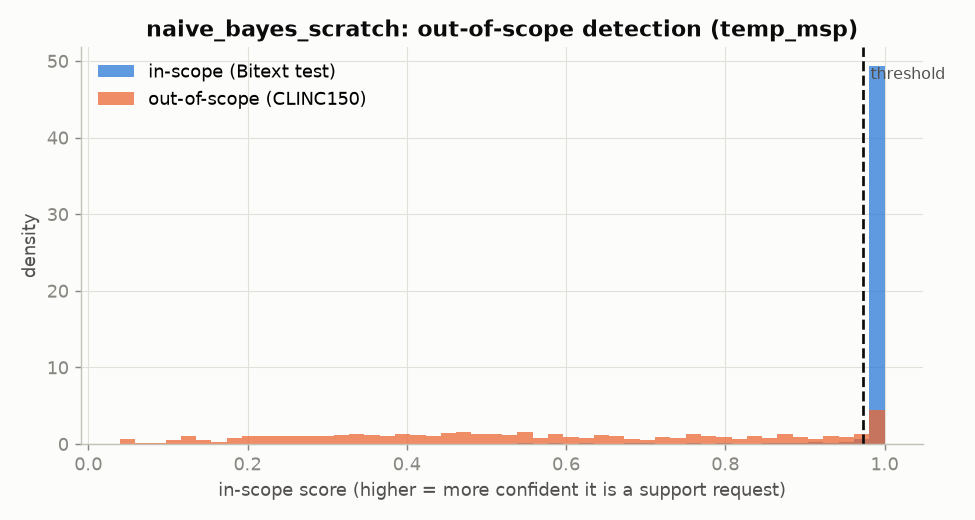 naive_bayes_scratch: out-of-scope detection (temp_msp)
in-scope (Bitext test)
out-of-scope (CLINC150)
threshold
50
40
30
20
10
0
density
0.0 0.2 0.4 0.6 0.8 1.0
in-scope score (higher = more confident it is a support request)